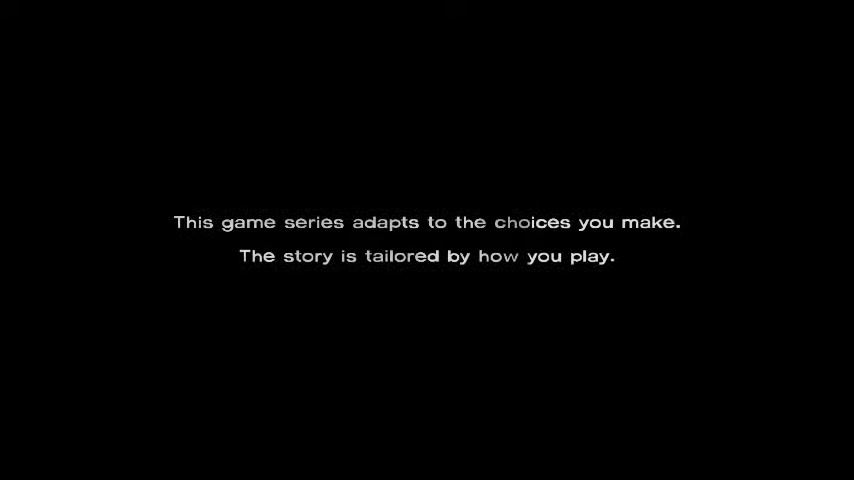 This game series adapts to the choices you make.
The story is tailored by how you play.